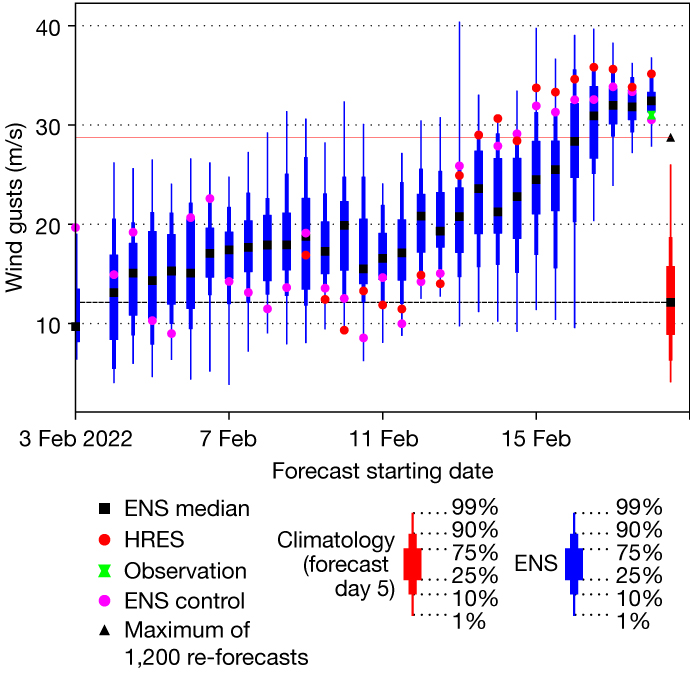 40
30
20
10
Wind gusts (m/s)
3 Feb 2022
7 Feb
11 Feb
15 Feb
Forecast starting date
ENS median
HRES
Observation
ENS control
Maximum of
1,200 re-forecasts
Climatology
(forecast
day 5)
99%
90%
75%
25%
10%
1%
ENS
99%
90%
75%
25%
10%
1%